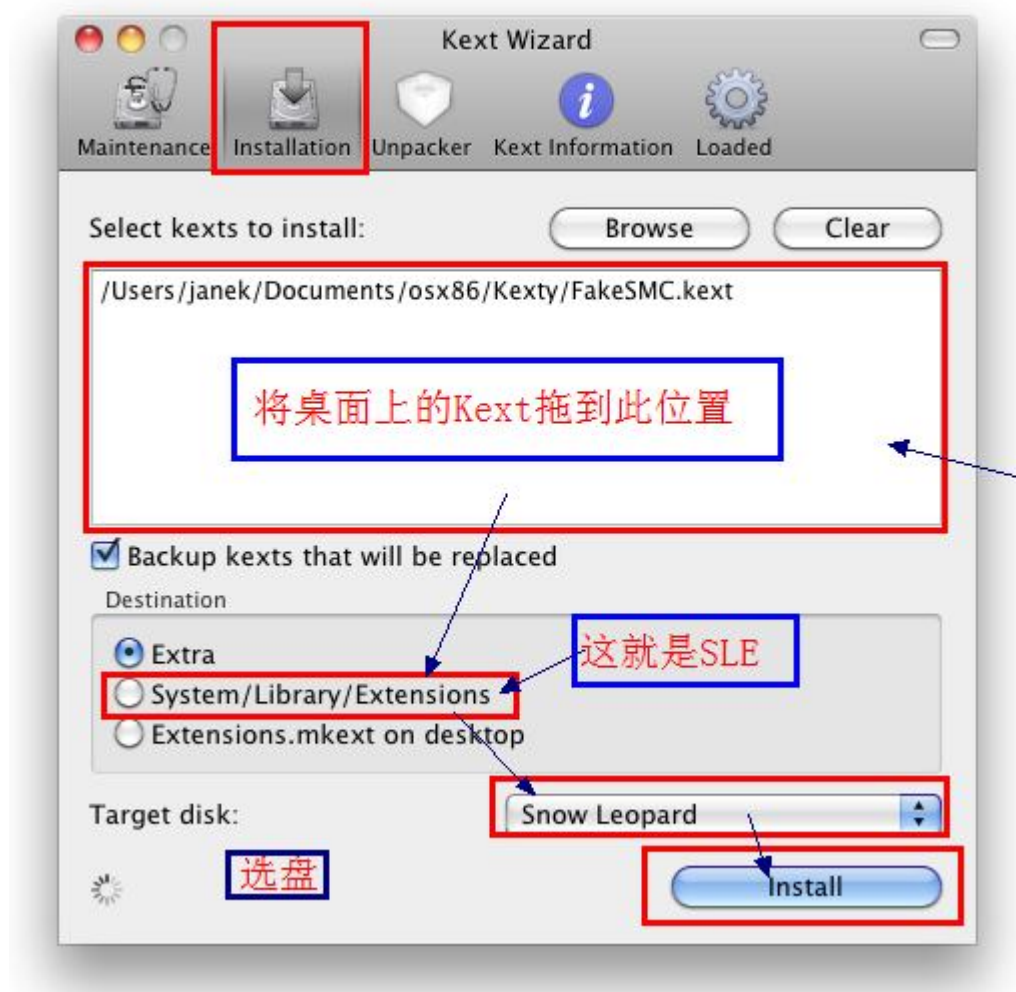 Kext Wizard
Maintenance Installation Unpacker Kext Information Loaded
Select kexts to install: Browse Clear
/Users/janek/Documents/osx86/Kexty/FakeSMC.kext
将桌面上的Kext拖到此位置
Backup kexts that will be replaced
Destination
Extra
这就是SLE
System/Library/Extensions
Extensions.mkext on desktop
Target disk: Snow Leopard
选盘
Install